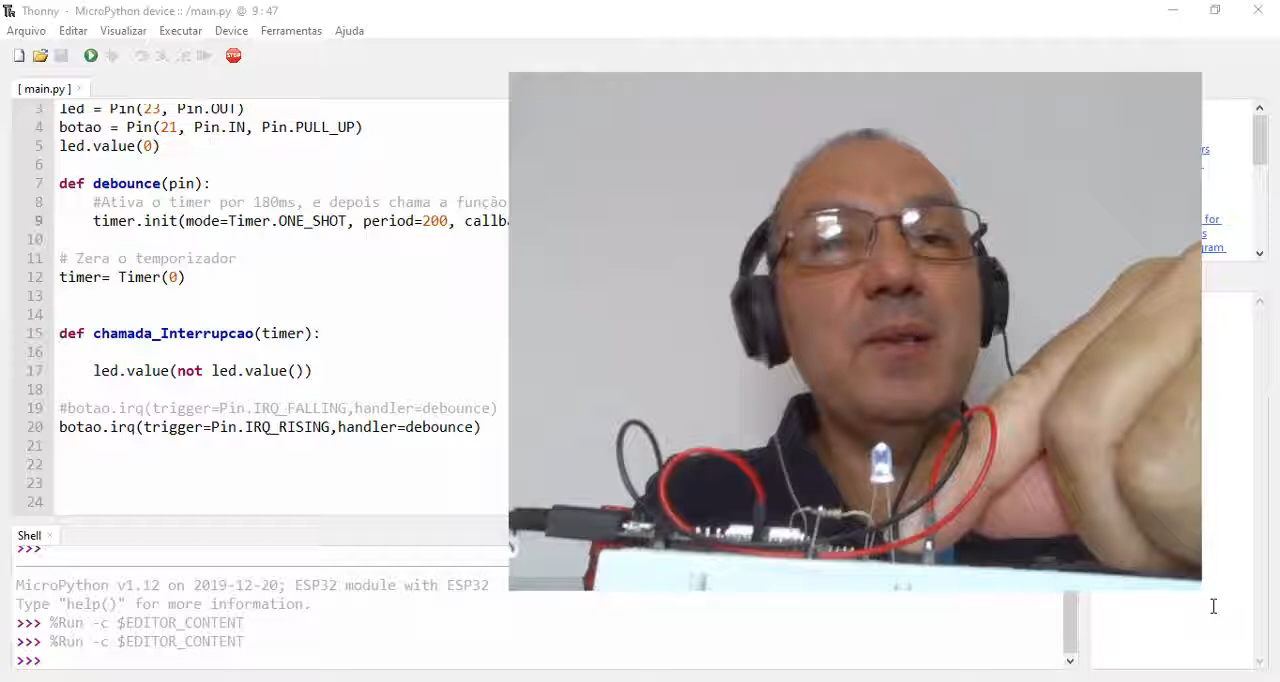 Thonny - MicroPython device :: /main.py @ 9 : 47
Arquivo Editar Visualizar Executar Device Ferramentas Ajuda
STOP
[ main.py ] ×
3 led = Pin(23, Pin.OUT)
4 botao = Pin(21, Pin.IN, Pin.PULL_UP)
5 led.value(0)
6
7 def debounce(pin):
8 #Ativa o timer por 180ms, e depois chama a função
9 timer.init(mode=Timer.ONE_SHOT, period=200, callb
10
11 # Zera o temporizador
12 timer= Timer(0)
13
14
15 def chamada_Interrupcao(timer):
16
17 led.value(not led.value())
18
19 #botao.irq(trigger=Pin.IRQ_FALLING,handler=debounce)
20 botao.irq(trigger=Pin.IRQ_RISING,handler=debounce)
21
22
23
24
rs
for
s
gram
Shell ×
>>>
MicroPython v1.12 on 2019-12-20; ESP32 module with ESP32
Type "help()" for more information.
>>> %Run -c $EDITOR_CONTENT
>>> %Run -c $EDITOR_CONTENT
>>>